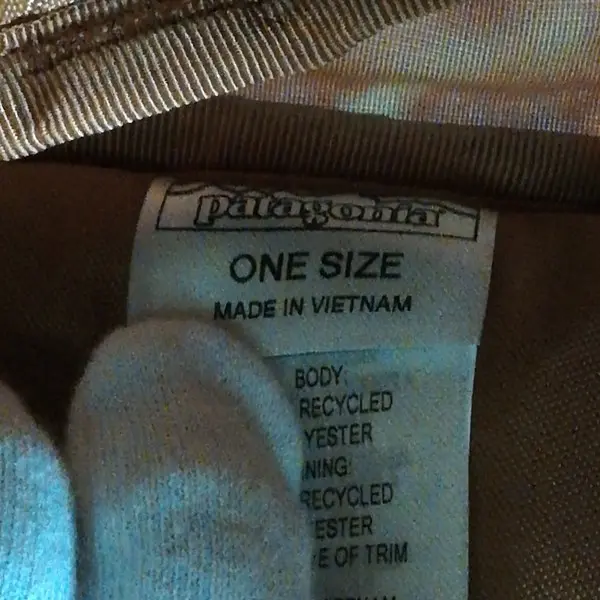 patagonia
ONE SIZE
MADE IN VIETNAM
BODY:
RECYCLED
YESTER
NING:
RECYCLED
ESTER
E OF TRIM